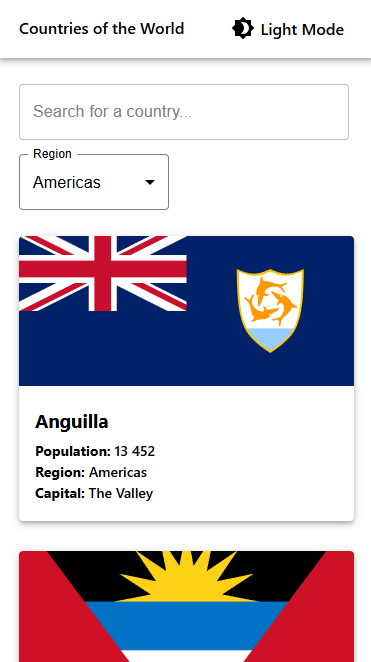 Countries of the World
Light Mode
Search for a country...
Region
Americas
Anguilla
Population: 13 452
Region: Americas
Capital: The Valley